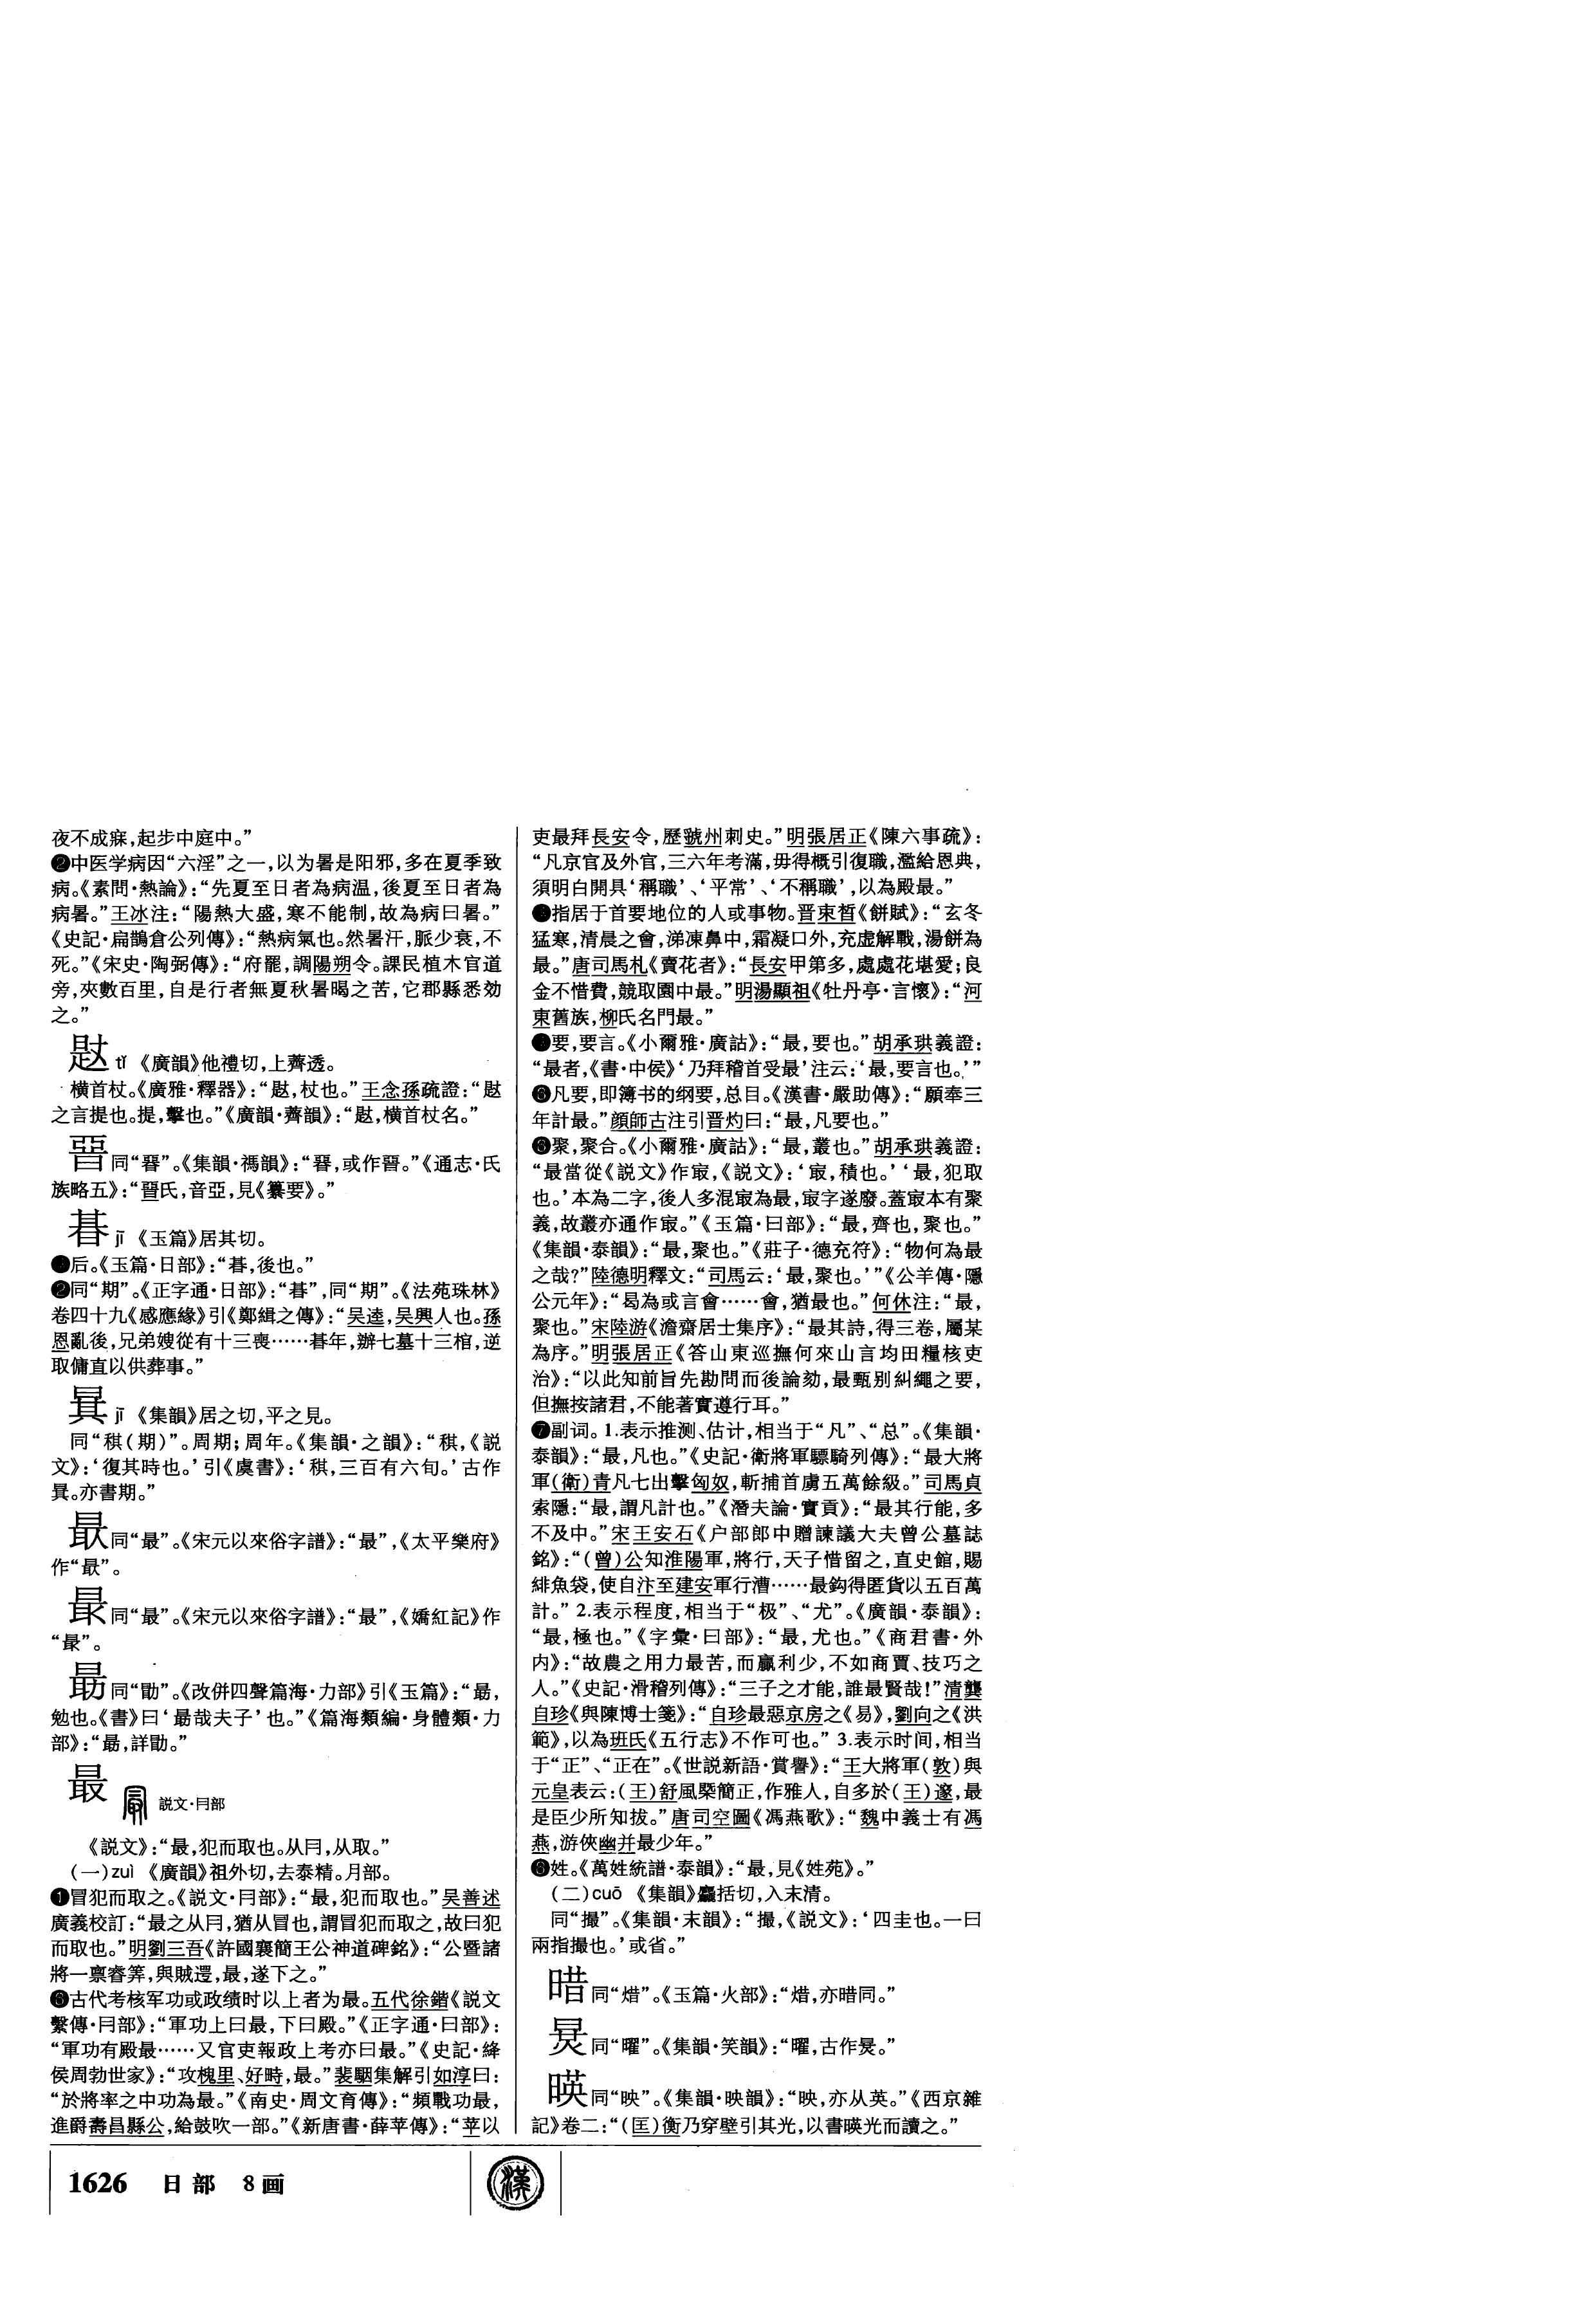 夜不成寐,起步中庭中。”
❷中医学病因“六淫”之一,以为暑是阳邪,多在夏季致
病。《素問·熱論》:“先夏至日者為病温,後夏至日者為
病暑。”王冰注:“陽熱大盛,寒不能制,故為病曰暑。”
《史記·扁鵲倉公列傳》:“熱病氣也。然暑汗,脈少衰,不
死。”《宋史·陶弼傳》:“府罷,調陽朔令。課民植木官道
旁,夾數百里,自是行者無夏秋暑暍之苦,它郡縣悉効
之。”
tǐ 《廣韻》他禮切,上薺透。
横首杖。《廣雅·釋器》:“,杖也。”王念孫疏證:“
之言提也。提,擊也。”《廣韻·薺韻》:“,横首杖名。”
同“”。《集韻·禡韻》:“,或作。”《通志·氏
族略五》:“氏,音亞,見《纂要》。”
朞 jī 《玉篇》居其切。
后。《玉篇·日部》:“,後也。”
❷同“期”。《正字通·日部》:“”,同“期”。《法苑珠林》
卷四十九《感應緣》引《鄭緝之傳》:“吴逵,吴興人也。孫
恩亂後,兄弟嫂從有十三喪……年,辦七墓十三棺,逆
取傭直以供葬事。”
jī 《集韻》居之切,平之見。
同“稘(期)”。周期;周年。《集韻·之韻》:“稘,《説
文》:‘復其時也。’引《虞書》:‘稘,三百有六旬。’古作
。亦書期。”
同“最”。《宋元以來俗字譜》:“最”,《太平樂府》
作“”。
同“最”。《宋元以來俗字譜》:“最”,《嬌紅記》作
“”。
勗同“勖”。《改併四聲篇海·力部》引《玉篇》:“勗,
勉也。《書》曰‘勗哉夫子’也。”《篇海類編·身體類·力
部》:“勗,詳勖。”
最 説文·冃部
《説文》:“最,犯而取也。从冃,从取。”
(一)zuì 《廣韻》祖外切,去泰精。月部。
❶冒犯而取之。《説文·冃部》:“最,犯而取也。”吴善述
廣義校訂:“最之从冃,猶从冒也,謂冒犯而取之,故曰犯
而取也。”明劉三吾《許國襄簡王公神道碑銘》:“公暨諸
將一禀睿筭,與賊遻,最,遂下之。”
古代考核军功或政绩时以上者为最。五代徐鍇《説文
繫傳·冃部》:“軍功上曰最,下曰殿。”《正字通·曰部》:
“軍功有殿最……又官吏報政上考亦曰最。”《史記·絳
侯周勃世家》:“攻槐里、好畤,最。”裴駰集解引如淳曰:
“於將率之中功為最。”《南史·周文育傳》:“頻戰功最,
進爵壽昌縣公,給鼓吹一部。”《新唐書·薛苹傳》:“苹以
吏最拜長安令,歷虢州刺史。”明張居正《陳六事疏》:
“凡京官及外官,三六年考滿,毋得概引復職,濫給恩典,
須明白開具‘稱職’、‘平常’、‘不稱職’,以為殿最。”
指居于首要地位的人或事物。晋束晳《餅賦》:“玄冬
猛寒,清晨之會,涕凍鼻中,霜凝口外,充虚解戰,湯餅為
最。”唐司馬札《賣花者》:“長安甲第多,處處花堪愛;良
金不惜費,競取園中最。”明湯顯祖《牡丹亭·言懷》:“河
東舊族,柳氏名門最。”
要,要言。《小爾雅·廣詁》:“最,要也。”胡承珙義證:
“最者,《書·中侯》‘乃拜稽首受最’注云:‘最,要言也。’”
凡要,即簿书的纲要,总目。《漢書·嚴助傳》:“願奉三
年計最。”顔師古注引晋灼曰:“最,凡要也。”
❻聚,聚合。《小爾雅·廣詁》:“最,叢也。”胡承珙義證:
“最當從《説文》作冣,《説文》:‘冣,積也。’‘最,犯取
也。’本為二字,後人多混冣為最,冣字遂廢。蓋冣本有聚
義,故叢亦通作冣。”《玉篇·曰部》:“最,齊也,聚也。”
《集韻·泰韻》:“最,聚也。”《莊子·德充符》:“物何為最
之哉?”陸德明釋文:“司馬云:‘最,聚也。’”《公羊傳·隱
公元年》:“曷為或言會……會,猶最也。”何休注:“最,
聚也。”宋陸游《澹齋居士集序》:“最其詩,得三卷,屬某
為序。”明張居正《答山東巡撫何來山言均田糧核吏
治》:“以此知前旨先勘問而後論劾,最甄别糾繩之要,
但撫按諸君,不能著實遵行耳。”
❼副词。1.表示推测、估计,相当于“凡”、“总”。《集韻·
泰韻》:“最,凡也。”《史記·衛將軍驃騎列傳》:“最大將
軍(衛)青凡七出擊匈奴,斬捕首虜五萬餘級。”司馬貞
索隱:“最,謂凡計也。”《潛夫論·實貢》:“最其行能,多
不及中。”宋王安石《户部郎中贈諫議大夫曾公墓誌
銘》:“(曾)公知淮陽軍,將行,天子惜留之,直史館,賜
緋魚袋,使自汴至建安軍行漕……最鈎得匿貨以五百萬
計。” 2.表示程度,相当于“极”、“尤”。《廣韻·泰韻》:
“最,極也。”《字彙·曰部》:“最,尤也。”《商君書·外
内》:“故農之用力最苦,而贏利少,不如商賈、技巧之
人。”《史記·滑稽列傳》:“三子之才能,誰最賢哉!”清龔
自珍《與陳博士箋》:“自珍最惡京房之《易》,劉向之《洪
範》,以為班氏《五行志》不作可也。” 3.表示时间,相当
于“正”、“正在”。《世説新語·賞譽》:“王大將軍(敦)與
元皇表云:(王)舒風槩簡正,作雅人,自多於(王)邃,最
是臣少所知拔。”唐司空圖《馮燕歌》:“魏中義士有馮
燕,游俠幽并最少年。”
❽姓。《萬姓統譜·泰韻》:“最,見《姓苑》。”
(二)cuō 《集韻》麤括切,入末清。
同“撮”。《集韻·末韻》:“撮,《説文》:‘四圭也。一曰
兩指撮也。’或省。”
㫺同“焟”。《玉篇·火部》:“焟,亦同。”
同“曜”。《集韻·笑韻》:“曜,古作。”
暎同“映”。《集韻·映韻》:“映,亦从英。”《西京雜
記》卷二:“(匡)衡乃穿壁引其光,以書暎光而讀之。”
1626 日部 8画 漢